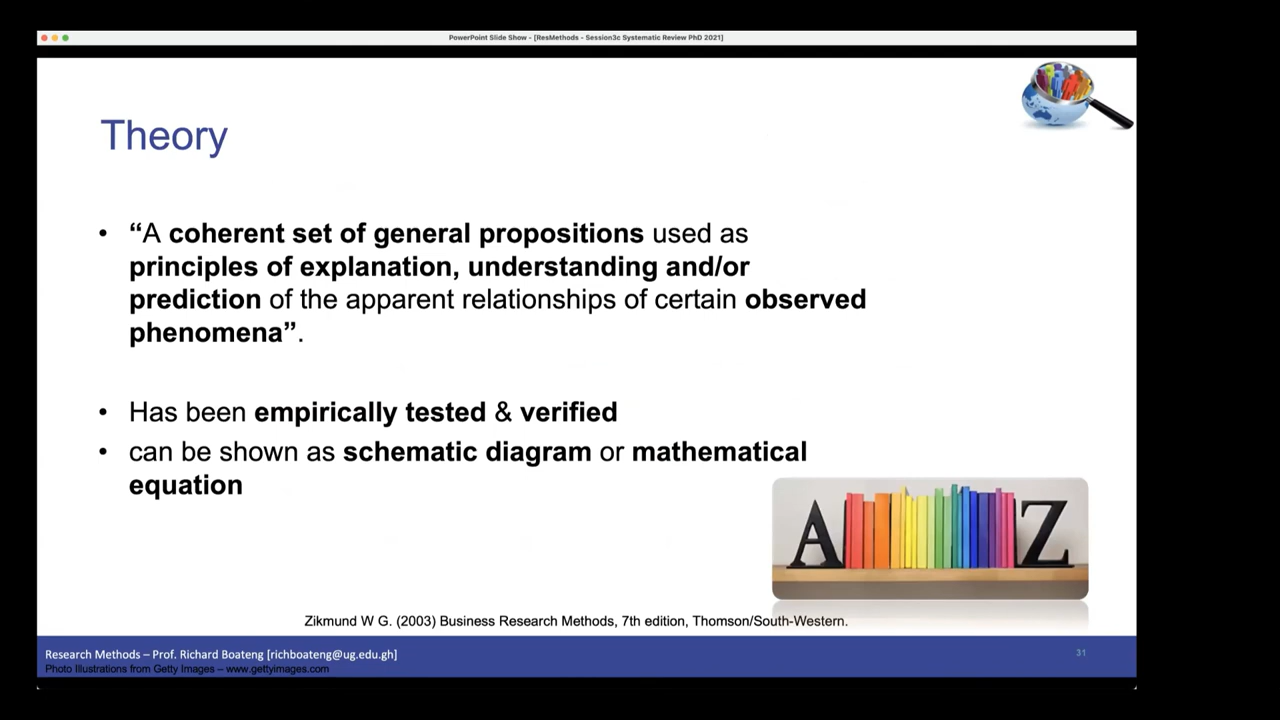 PowerPoint Slide Show - [ResMethods - Session3c Systematic Review PhD 2021]
Theory
• “A coherent set of general propositions used as
principles of explanation, understanding and/or
prediction of the apparent relationships of certain observed
phenomena”.
• Has been empirically tested & verified
• can be shown as schematic diagram or mathematical
equation
A Z
Zikmund W G. (2003) Business Research Methods, 7th edition, Thomson/South-Western.
Research Methods – Prof. Richard Boateng [richboateng@ug.edu.gh]
31
Photo Illustrations from Getty Images – www.gettyimages.com